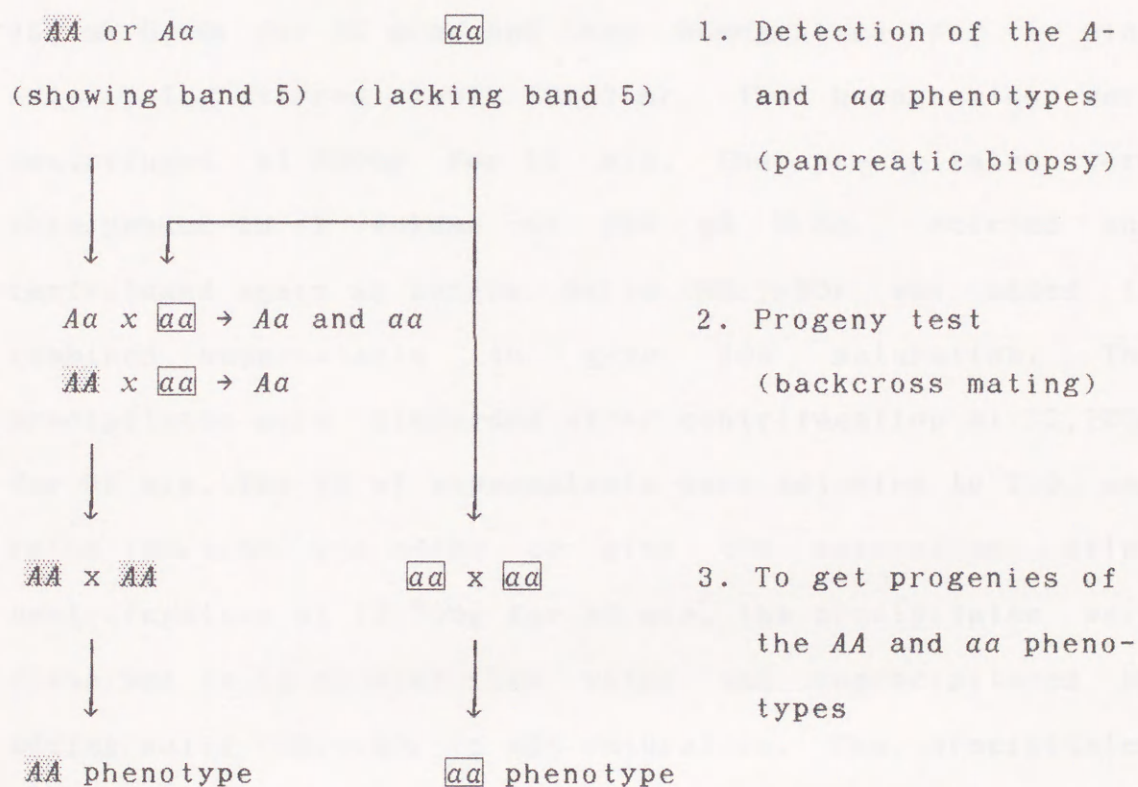 AA or Aa aa 1. Detection of the A-
(showing band 5) ( acking band 5) and aa phenotypes
(pancreatic biopsy)
Aa x aa → Aa and aa 2. Progeny test
AA x aa → Aa (backcross mating)
AA x AA aa x aa 3. To get progenies of
the AA and aa pheno-
types
AA phenotype aa phenotype